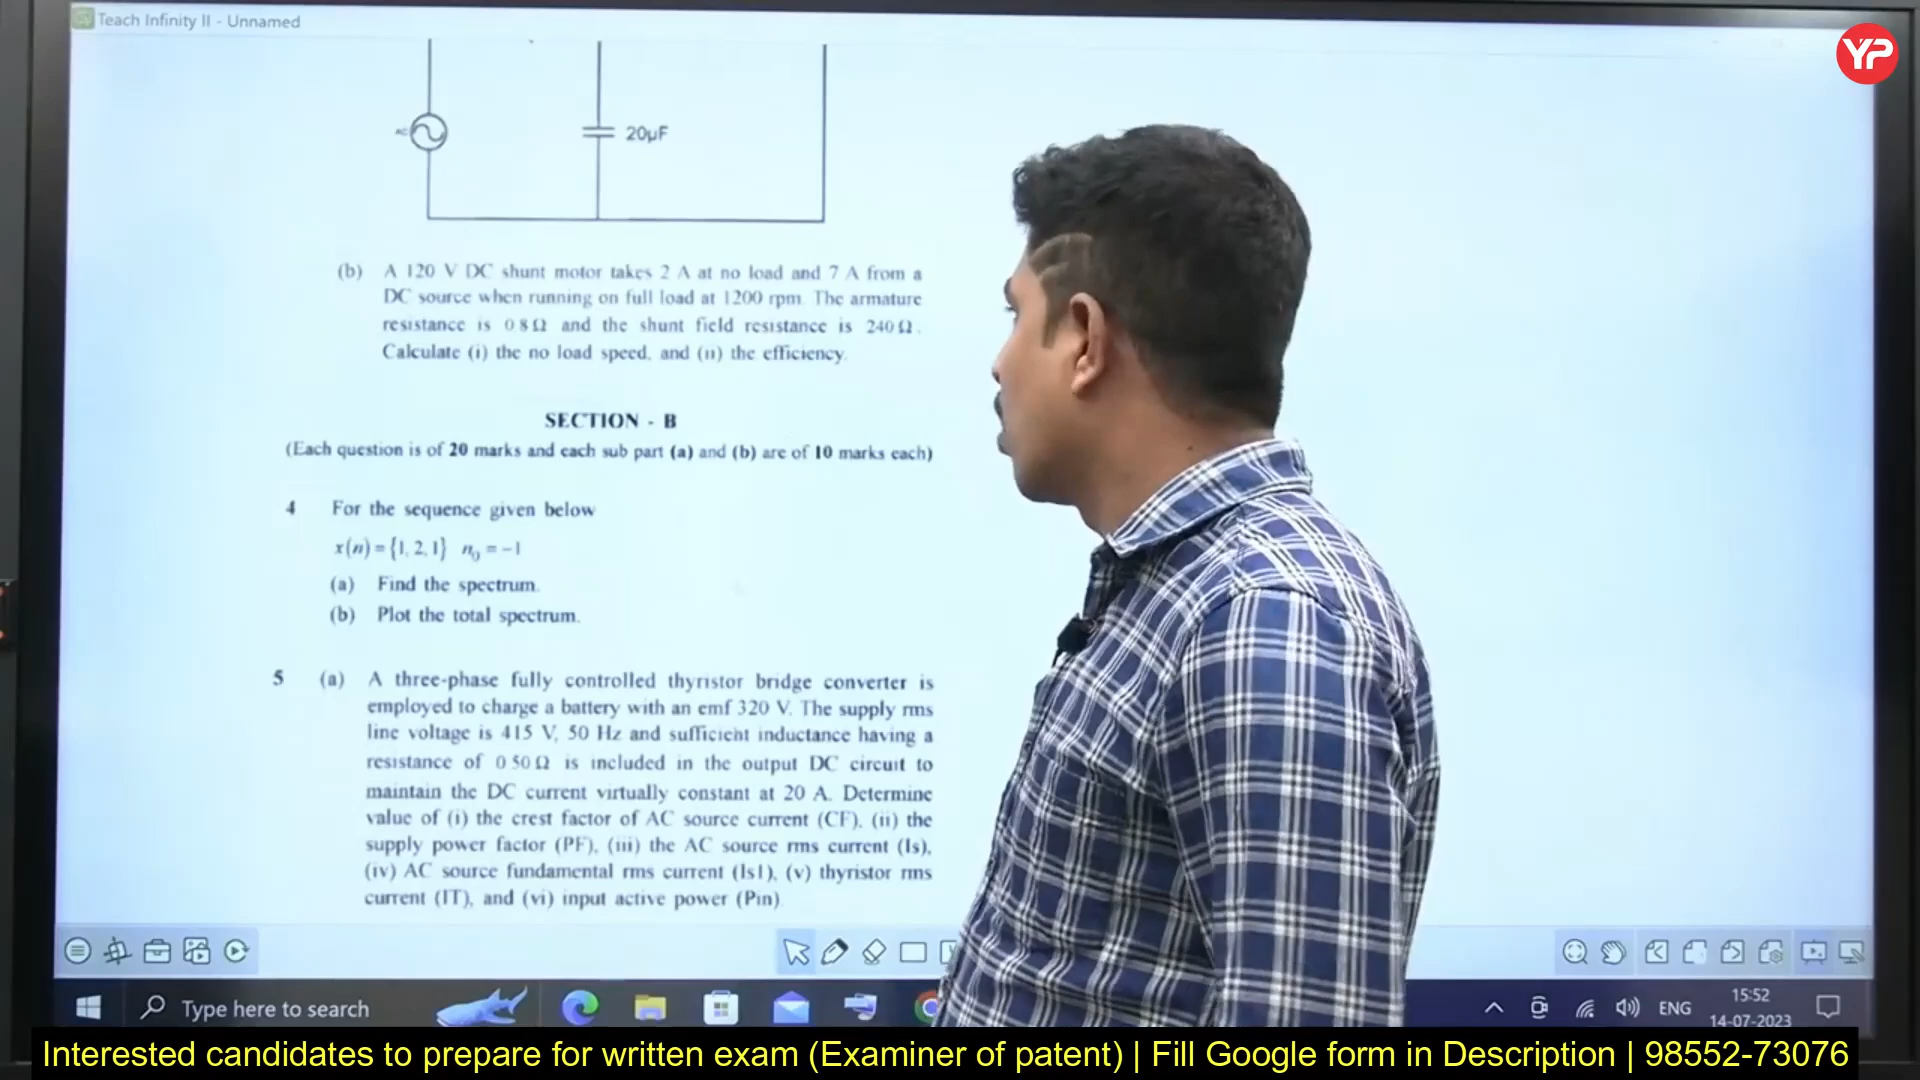 Teach Infinity II - Unnamed
YP
20µF
(b) A 120 V DC shunt motor takes 2 A at no load and 7 A from a
DC source when running on full load at 1200 rpm. The armature
resistance is 0.8 Ω and the shunt field resistance is 240 Ω.
Calculate (i) the no load speed, and (ii) the efficiency.
SECTION - B
(Each question is of 20 marks and each sub part (a) and (b) are of 10 marks each)
4 For the sequence given below
x(n) = {1, 2, 1} n₀ = −1
(a) Find the spectrum.
(b) Plot the total spectrum.
5 (a) A three-phase fully controlled thyristor bridge converter is
employed to charge a battery with an emf 320 V. The supply rms
line voltage is 415 V, 50 Hz and sufficient inductance having a
resistance of 0.50 Ω is included in the output DC circuit to
maintain the DC current virtually constant at 20 A. Determine
value of (i) the crest factor of AC source current (CF), (ii) the
supply power factor (PF), (iii) the AC source rms current (Is),
(iv) AC source fundamental rms current (Is1), (v) thyristor rms
current (IT), and (vi) input active power (Pin).
Type here to search
ENG
15:52
14-07-2023
Interested candidates to prepare for written exam (Examiner of patent) | Fill Google form in Description | 98552-73076